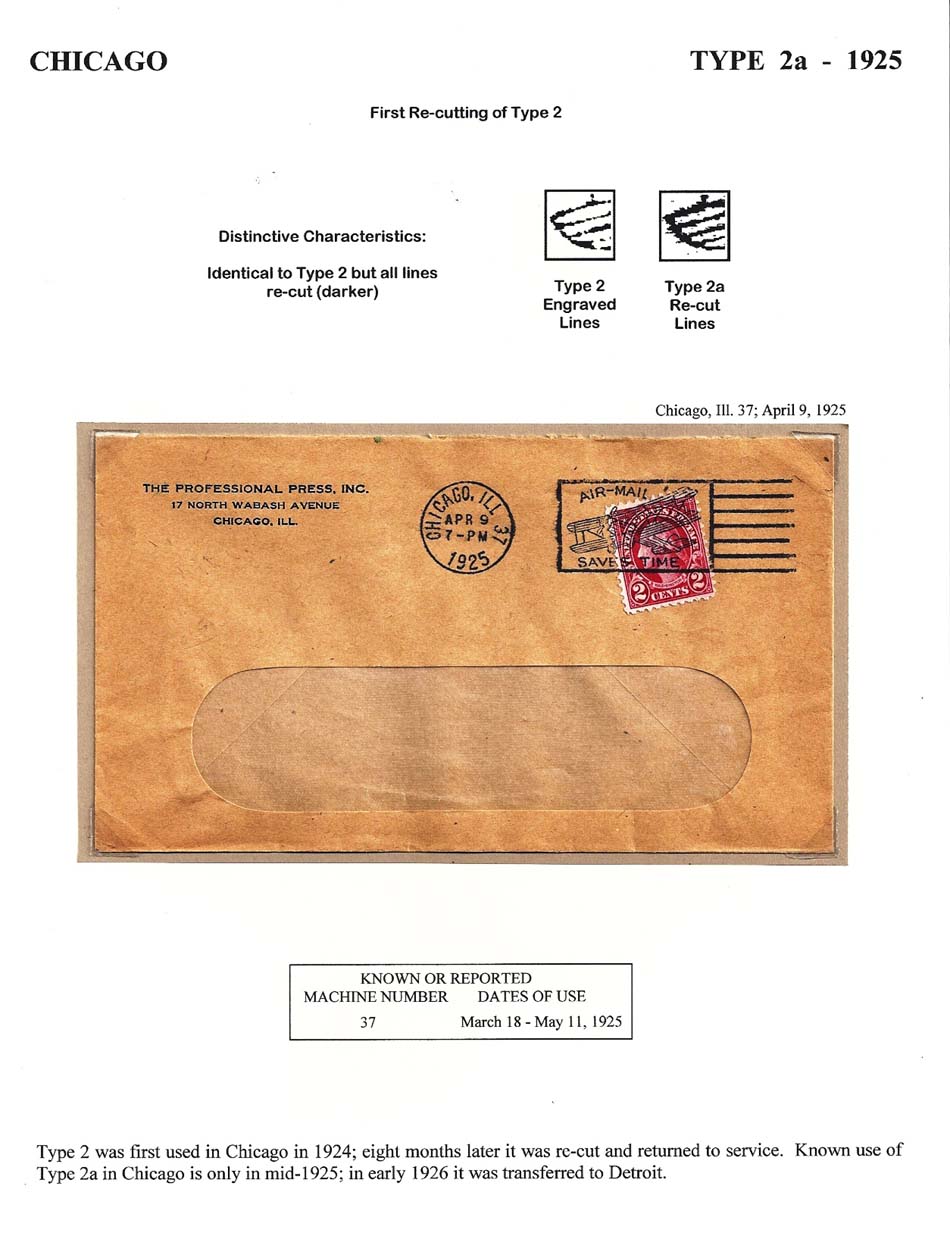 CHICAGO TYPE 2a - 1925
First Re-cutting of Type 2
Distinctive Characteristics:
Identical to Type 2 but all lines
re-cut (darker)
Type 2
Engraved
Lines
Type 2a
Re-cut
Lines
Chicago, Ill. 37; April 9, 1925
THE PROFESSIONAL PRESS, INC.
17 NORTH WABASH AVENUE
CHICAGO, ILL.
CHICAGO, ILL 37
APR 9
7-PM
1925
AIR-MAIL
SAVES TIME
2 CENTS 2
KNOWN OR REPORTED
MACHINE NUMBER DATES OF USE
37 March 18 - May 11, 1925
Type 2 was first used in Chicago in 1924; eight months later it was re-cut and returned to service. Known use of
Type 2a in Chicago is only in mid-1925; in early 1926 it was transferred to Detroit.